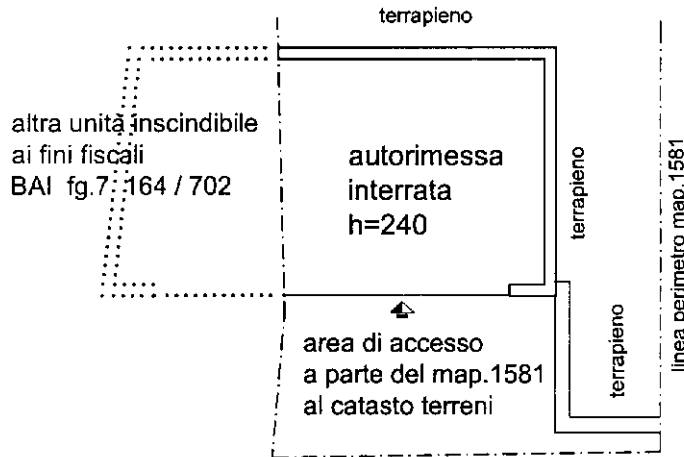 terrapieno
altra unità inscindibile
ai fini fiscali
BAI fg.7 164 / 702
autorimessa
interrata
h=240
terrapieno
linea perimetro map.1581
terrapieno
area di accesso
a parte del map.1581
al catasto terreni